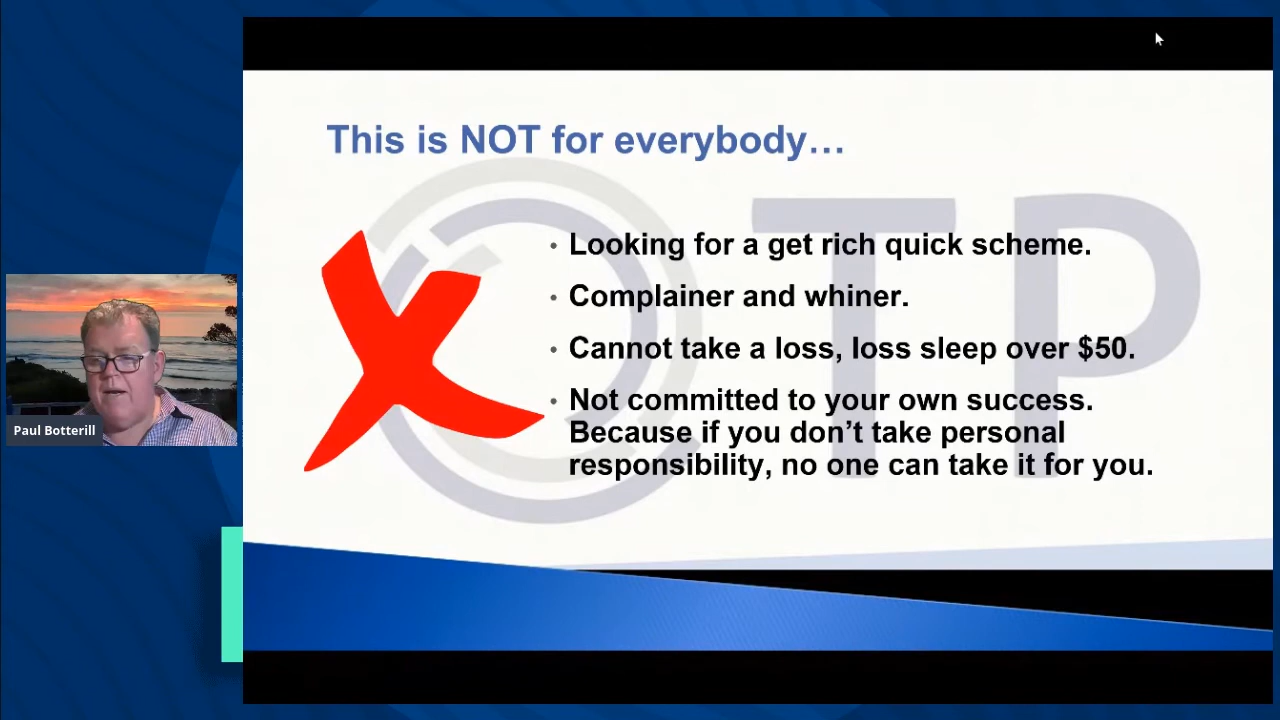 This is NOT for everybody…
TP
• Looking for a get rich quick scheme.
• Complainer and whiner.
• Cannot take a loss, loss sleep over $50.
• Not committed to your own success.
Because if you don’t take personal
responsibility, no one can take it for you.
Paul Botterill